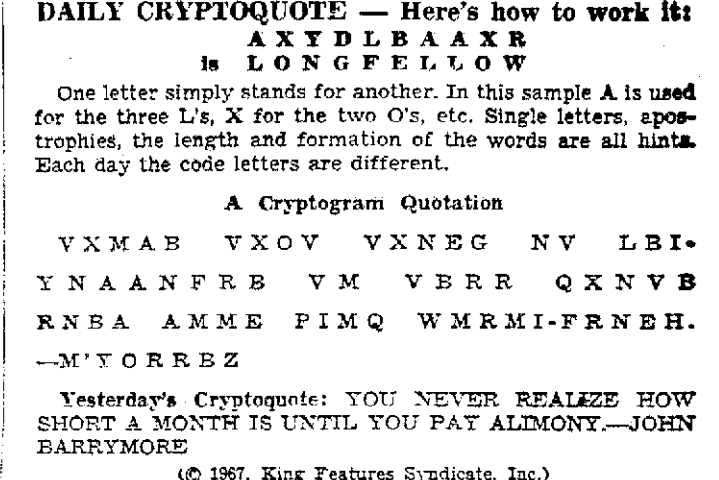 DAILY CRYPTOQUOTE — Here's how to work it:
A X Y D L B A A X R
is L O N G F E L L O W
One letter simply stands for another. In this sample A is used
for the three L's, X for the two O's, etc. Single letters, apos-
trophies, the length and formation of the words are all hints.
Each day the code letters are different.
A Cryptogram Quotation
V X M A B V X O V V X N E G N V L B I-
Y N A A N F R B V M V B R R Q X N V B
R N B A A M M E P I M Q W M R M I - F R N E H.
—M ' Y O R R B Z
Yesterday's Cryptoquote: YOU NEVER REALIZE HOW
SHORT A MONTH IS UNTIL YOU PAY ALIMONY.—JOHN
BARRYMORE
(© 1967, King Features Syndicate, Inc.)